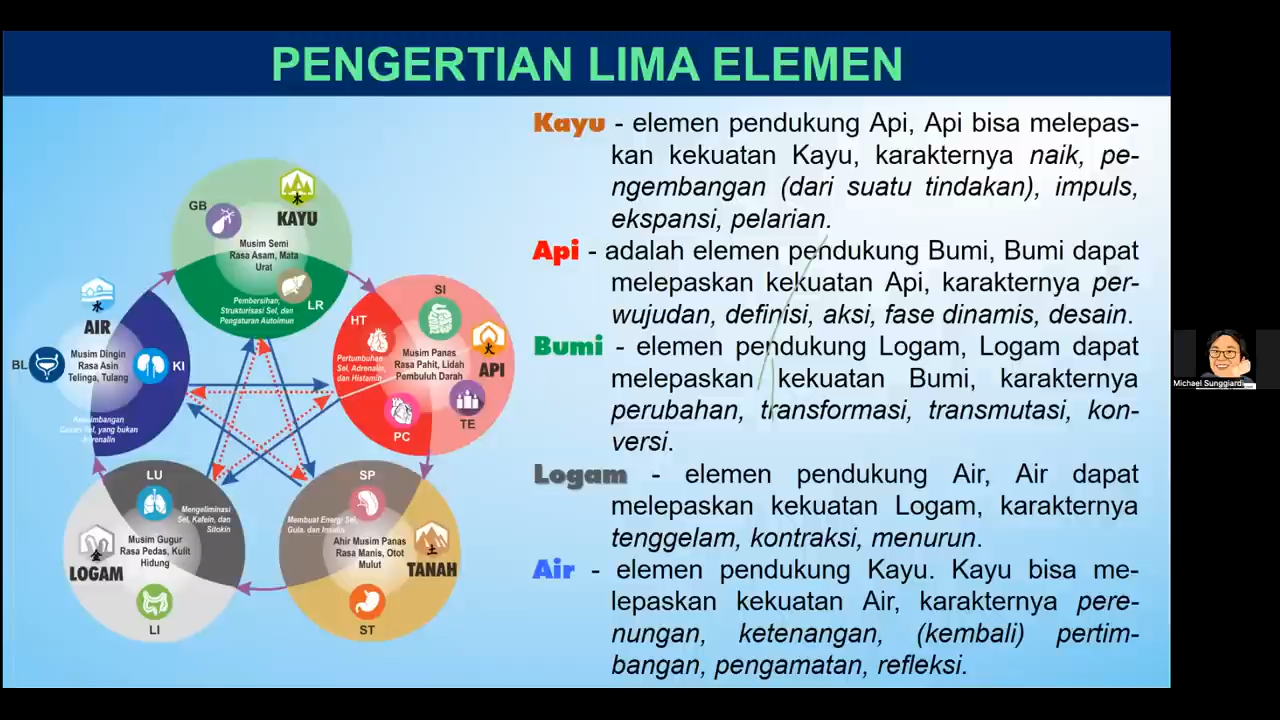 PENGERTIAN LIMA ELEMEN
GB
木
KAYU
Musim Semi
Rasa Asam, Mata
Urat
LR
Pembersihan,
Strukturisasi Sel, dan
Pengaturan Autoimun
水
AIR
BL
Musim Dingin
Rasa Asin
Telinga, Tulang
KI
SI
HT
火
API
Pertumbuhan
Sel, Adrenalin,
dan Histamin
Musim Panas
Rasa Pahit, Lidah
Pembuluh Darah
PC
TE
LU
Mengeliminasi
Sel, Kafein, dan
Sitokin
金
LOGAM
Musim Gugur
Rasa Pedas, Kulit
Hidung
LI
SP
Membuat Energi Sel,
Gula, dan Insulin
Ahir Musim Panas
Rasa Manis, Otot
Mulut
土
TANAH
ST
Kayu - elemen pendukung Api, Api bisa melepas-
kan kekuatan Kayu, karakternya naik, pe-
ngembangan (dari suatu tindakan), impuls,
ekspansi, pelarian.
Api - adalah elemen pendukung Bumi, Bumi dapat
melepaskan kekuatan Api, karakternya per-
wujudan, definisi, aksi, fase dinamis, desain.
Bumi - elemen pendukung Logam, Logam dapat
melepaskan kekuatan Bumi, karakternya
perubahan, transformasi, transmutasi, kon-
versi.
Logam - elemen pendukung Air, Air dapat
melepaskan kekuatan Logam, karakternya
tenggelam, kontraksi, menurun.
Air - elemen pendukung Kayu. Kayu bisa me-
lepaskan kekuatan Air, karakternya pere-
nungan, ketenangan, (kembali) pertim-
bangan, pengamatan, refleksi.
Michael Sunggiardi